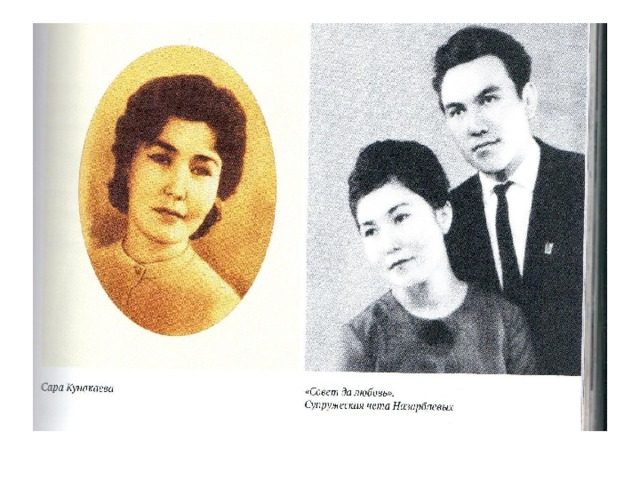 Сара Кунакаева
«Совет да любовь».
Супружеская чета Назарбаевых